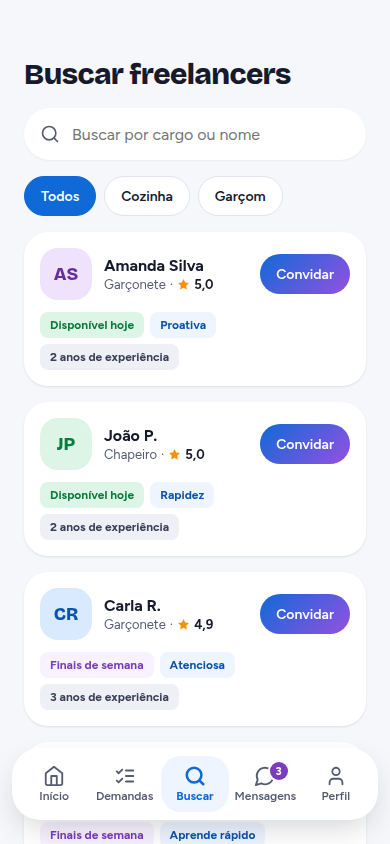 Buscar freelancers
Buscar por cargo ou nome
Todos Cozinha Garçom
AS Amanda Silva
Garçonete · 5,0
Convidar
Disponível hoje Proativa
2 anos de experiência
JP João P.
Chapeiro · 5,0
Convidar
Disponível hoje Rapidez
2 anos de experiência
CR Carla R.
Garçonete · 4,9
Convidar
Finais de semana Atenciosa
3 anos de experiência
3
Início Demandas Buscar Mensagens Perfil
Finais de semana Aprende rápido